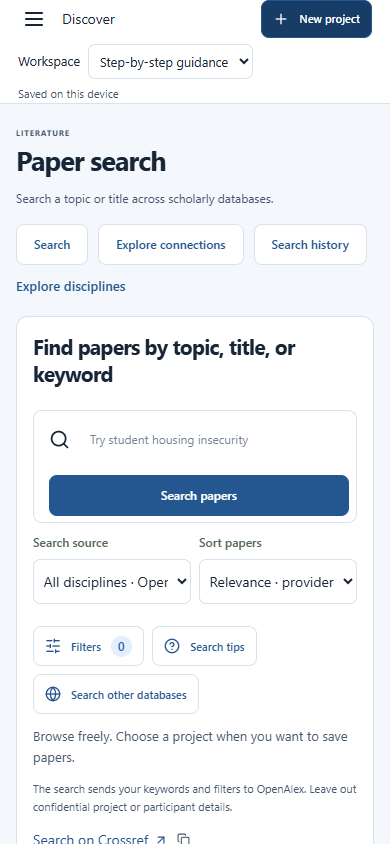 Discover
New project
Workspace
Step-by-step guidance
Saved on this device
LITERATURE
Paper search
Search a topic or title across scholarly databases.
Search
Explore connections
Search history
Explore disciplines
Find papers by topic, title, or
keyword
Try student housing insecurity
Search papers
Search source
Sort papers
All disciplines · Oper
Relevance · provider
Filters 0
Search tips
Search other databases
Browse freely. Choose a project when you want to save
papers.
The search sends your keywords and filters to OpenAlex. Leave out
confidential project or participant details.
Search on Crossref